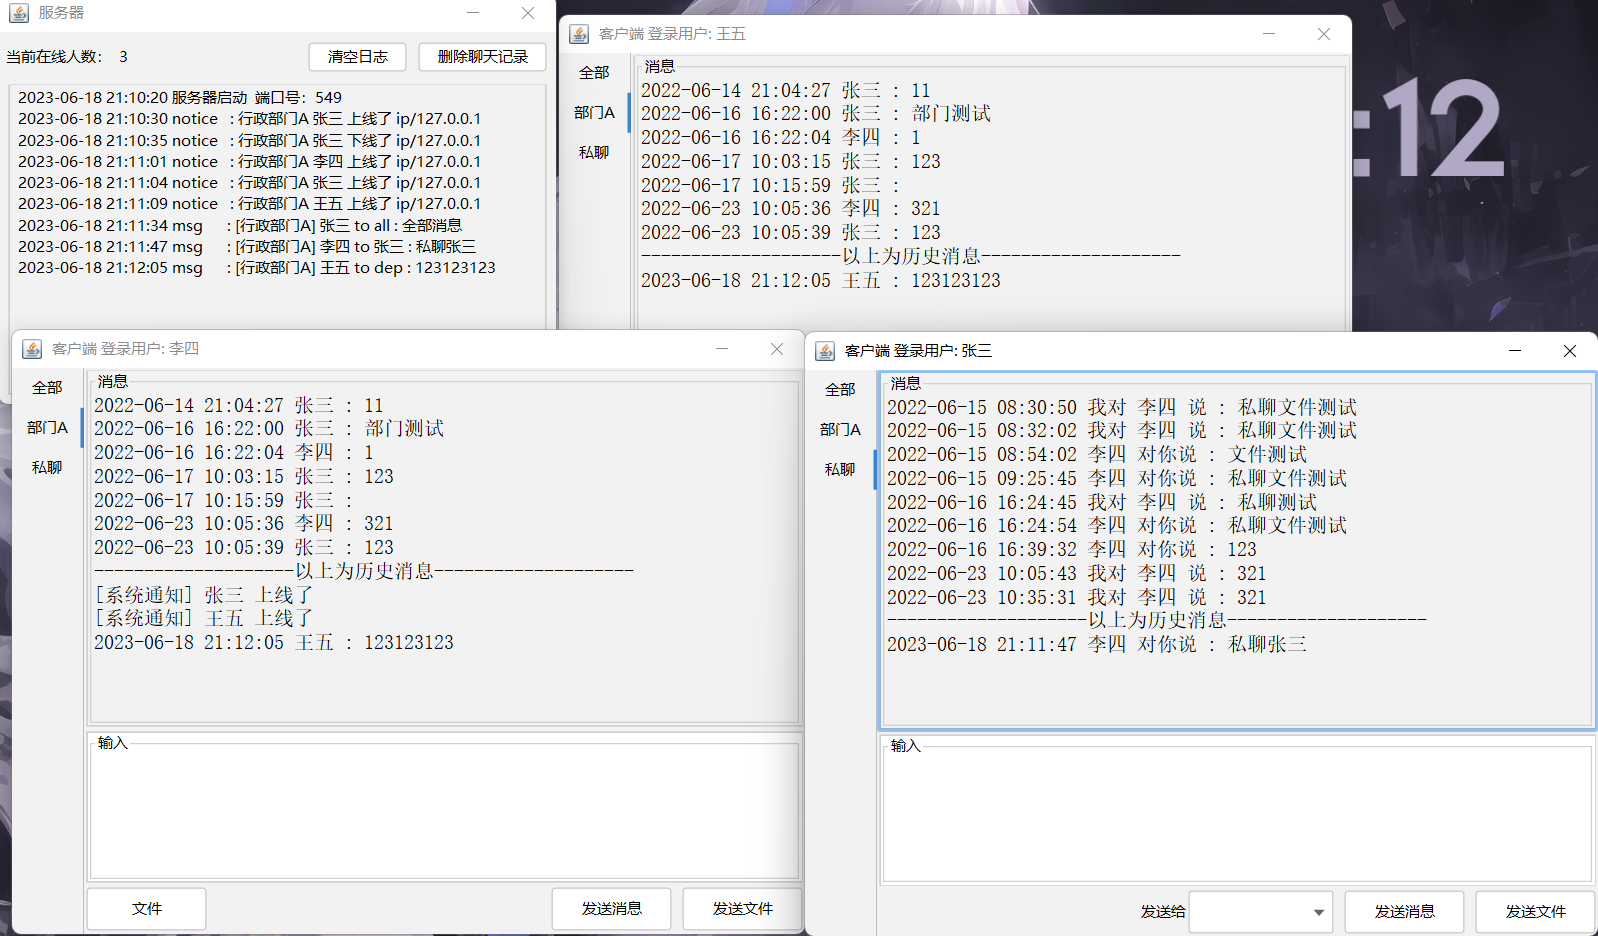 服务器
当前在线人数： 3
清空日志
删除聊天记录
2023-06-18 21:10:20 服务器启动 端口号：549
2023-06-18 21:10:30 notice : 行政部门A 张三 上线了 ip/127.0.0.1
2023-06-18 21:10:35 notice : 行政部门A 张三 下线了 ip/127.0.0.1
2023-06-18 21:11:01 notice : 行政部门A 李四 上线了 ip/127.0.0.1
2023-06-18 21:11:04 notice : 行政部门A 张三 上线了 ip/127.0.0.1
2023-06-18 21:11:09 notice : 行政部门A 王五 上线了 ip/127.0.0.1
2023-06-18 21:11:34 msg : [行政部门A] 张三 to all : 全部消息
2023-06-18 21:11:47 msg : [行政部门A] 李四 to 张三 : 私聊张三
2023-06-18 21:12:05 msg : [行政部门A] 王五 to dep : 123123123
客户端 登录用户: 王五
全部
部门A
私聊
消息
2022-06-14 21:04:27 张三 : 11
2022-06-16 16:22:00 张三 : 部门测试
2022-06-16 16:22:04 李四 : 1
2022-06-17 10:03:15 张三 : 123
2022-06-17 10:15:59 张三 :
2022-06-23 10:05:36 李四 : 321
2022-06-23 10:05:39 张三 : 123
--------------------以上为历史消息--------------------
2023-06-18 21:12:05 王五 : 123123123
:12
客户端 登录用户: 李四
全部
部门A
私聊
消息
2022-06-14 21:04:27 张三 : 11
2022-06-16 16:22:00 张三 : 部门测试
2022-06-16 16:22:04 李四 : 1
2022-06-17 10:03:15 张三 : 123
2022-06-17 10:15:59 张三 :
2022-06-23 10:05:36 李四 : 321
2022-06-23 10:05:39 张三 : 123
--------------------以上为历史消息--------------------
[系统通知] 张三 上线了
[系统通知] 王五 上线了
2023-06-18 21:12:05 王五 : 123123123
输入
文件
发送消息
发送文件
客户端 登录用户: 张三
全部
部门A
私聊
消息
2022-06-15 08:30:50 我对 李四 说 : 私聊文件测试
2022-06-15 08:32:02 我对 李四 说 : 私聊文件测试
2022-06-15 08:54:02 李四 对你说 : 文件测试
2022-06-15 09:25:45 李四 对你说 : 私聊文件测试
2022-06-16 16:24:45 我对 李四 说 : 私聊测试
2022-06-16 16:24:54 李四 对你说 : 私聊文件测试
2022-06-16 16:39:32 李四 对你说 : 123
2022-06-23 10:05:43 我对 李四 说 : 321
2022-06-23 10:35:31 我对 李四 说 : 321
--------------------以上为历史消息--------------------
2023-06-18 21:11:47 李四 对你说 : 私聊张三
输入
发送给
发送消息
发送文件